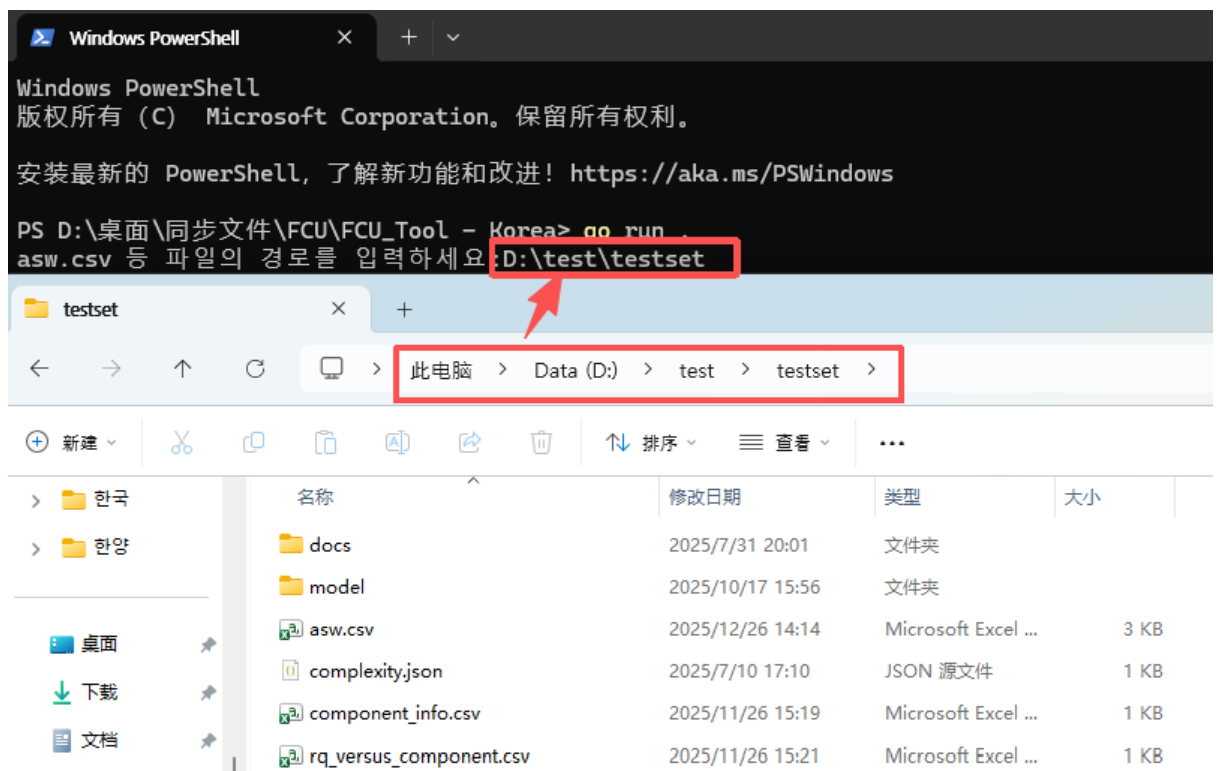 Windows PowerShell
Windows PowerShell
版权所有 (C) Microsoft Corporation。保留所有权利。
安装最新的 PowerShell，了解新功能和改进！https://aka.ms/PSWindows
PS D:\桌面\同步文件\FCU\FCU_Tool - Korea> go run .
asw.csv 등 파일의 경로를 입력하세요:D:\test\testset
testset
此电脑 > Data (D:) > test > testset >
新建 排序 查看 ...
名称 修改日期 类型 大小
한국
한양
桌面
下载
文档
docs 2025/7/31 20:01 文件夹
model 2025/10/17 15:56 文件夹
asw.csv 2025/12/26 14:14 Microsoft Excel ... 3 KB
complexity.json 2025/7/10 17:10 JSON 源文件 1 KB
component_info.csv 2025/11/26 15:19 Microsoft Excel ... 1 KB
rq_versus_component.csv 2025/11/26 15:21 Microsoft Excel ... 1 KB